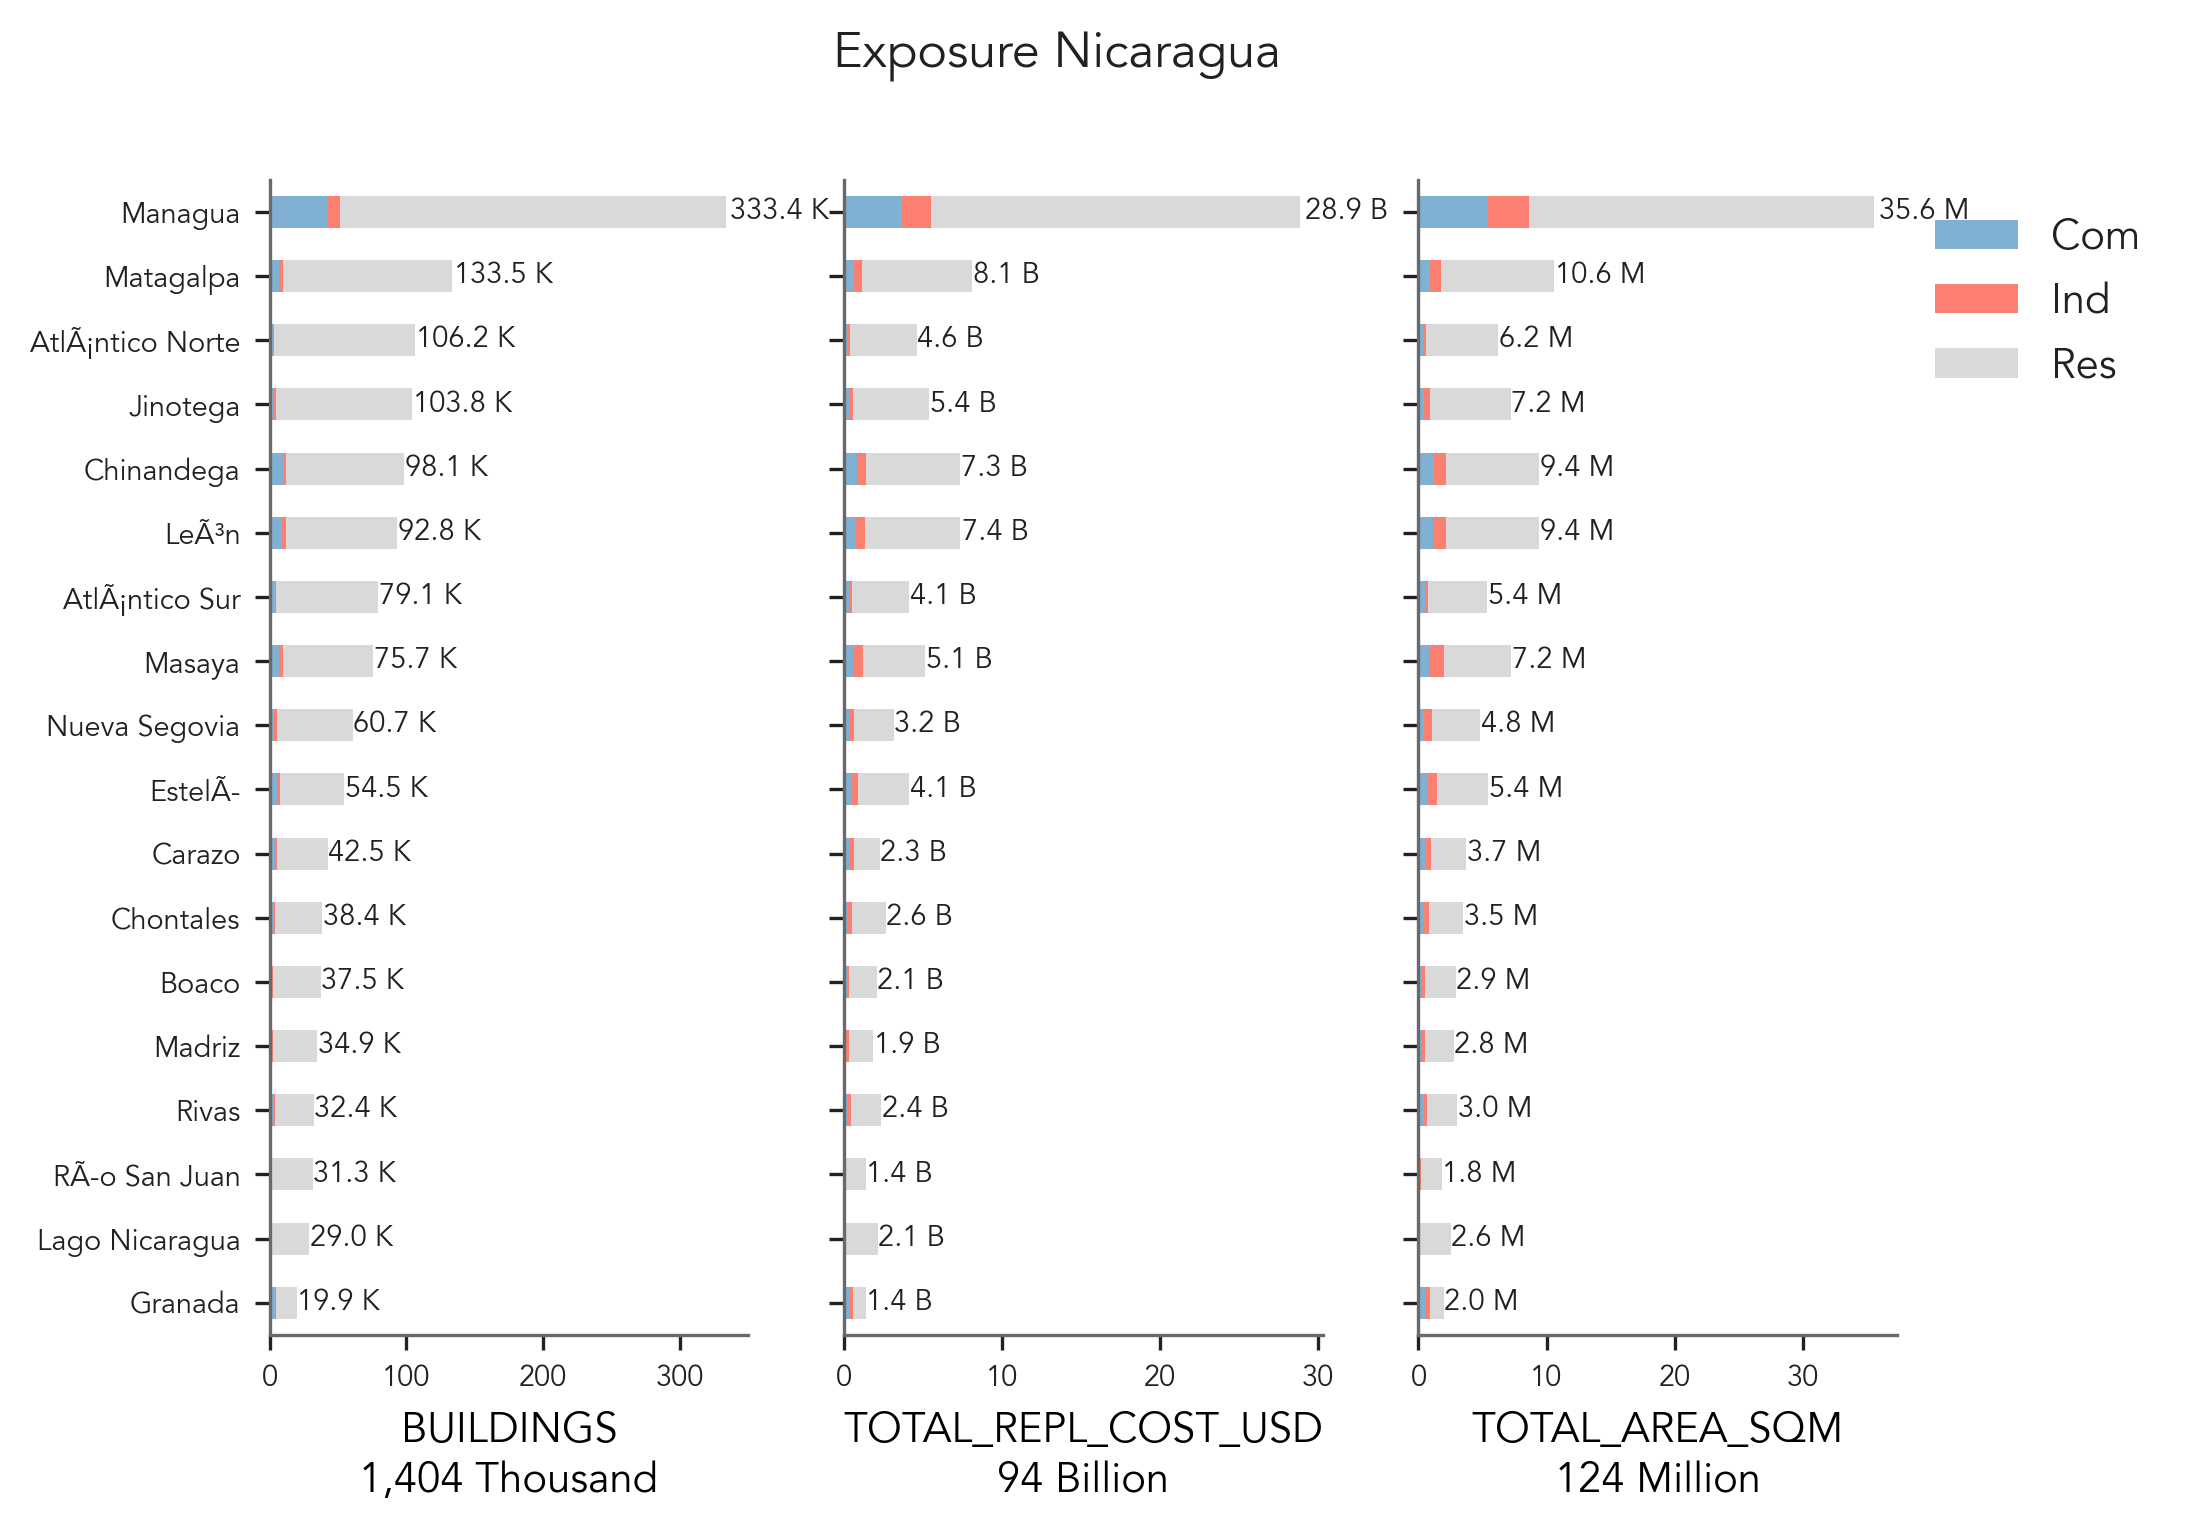 Exposure Nicaragua
Managua 333.4 K 28.9 B 35.6 M
Matagalpa 133.5 K 8.1 B 10.6 M
AtlÃ¡ntico Norte 106.2 K 4.6 B 6.2 M
Jinotega 103.8 K 5.4 B 7.2 M
Chinandega 98.1 K 7.3 B 9.4 M
LeÃ³n 92.8 K 7.4 B 9.4 M
AtlÃ¡ntico Sur 79.1 K 4.1 B 5.4 M
Masaya 75.7 K 5.1 B 7.2 M
Nueva Segovia 60.7 K 3.2 B 4.8 M
EstelÃ- 54.5 K 4.1 B 5.4 M
Carazo 42.5 K 2.3 B 3.7 M
Chontales 38.4 K 2.6 B 3.5 M
Boaco 37.5 K 2.1 B 2.9 M
Madriz 34.9 K 1.9 B 2.8 M
Rivas 32.4 K 2.4 B 3.0 M
RÃ-o San Juan 31.3 K 1.4 B 1.8 M
Lago Nicaragua 29.0 K 2.1 B 2.6 M
Granada 19.9 K 1.4 B 2.0 M
0 100 200 300
BUILDINGS
1,404 Thousand
0 10 20 30
TOTAL_REPL_COST_USD
94 Billion
0 10 20 30
TOTAL_AREA_SQM
124 Million
Com
Ind
Res